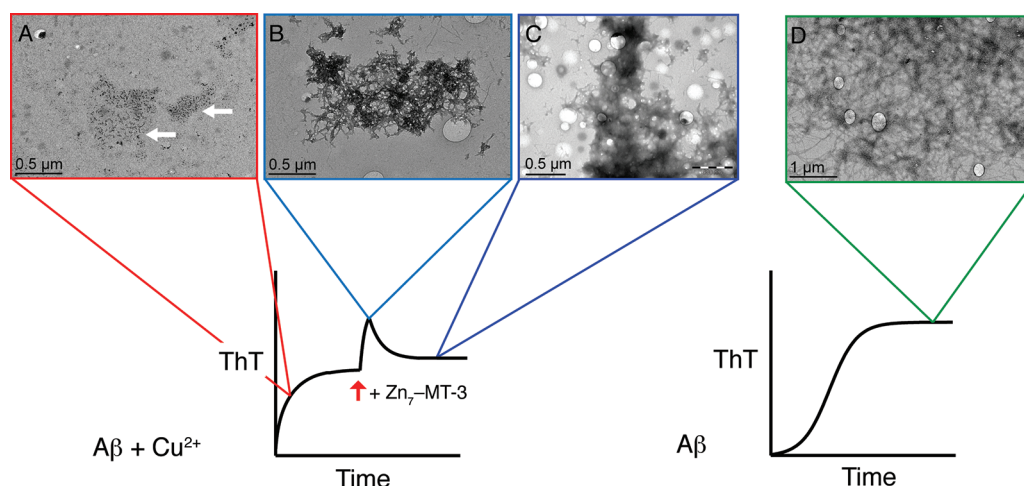 A
B
C
D
0.5 μm
0.5 μm
0.5 μm
1 μm
ThT
+ Zn₇–MT-3
Aβ + Cu²⁺
Time
ThT
Aβ
Time